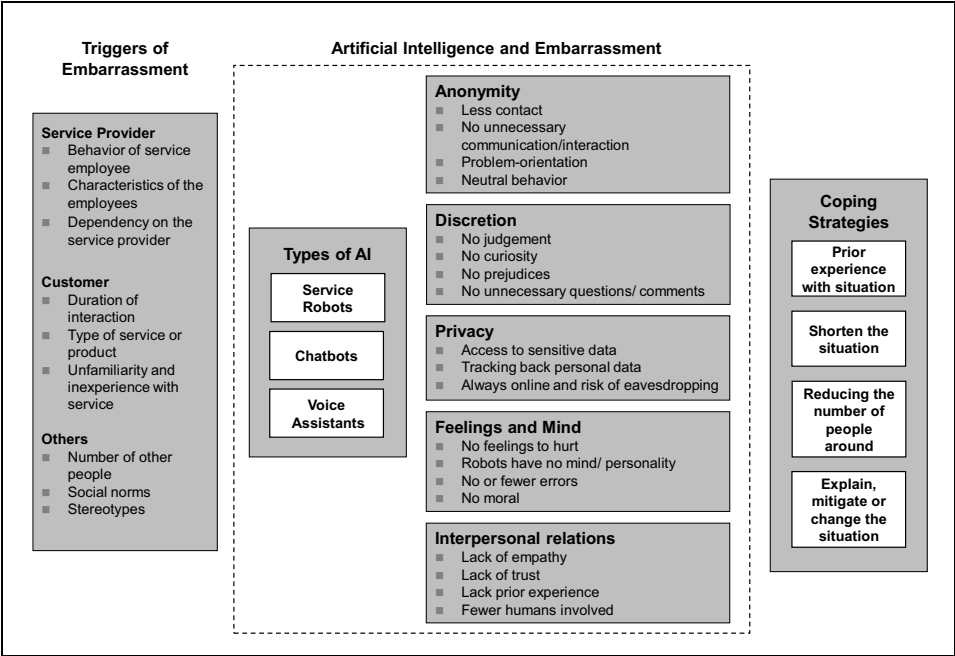 Triggers of
Embarrassment
Service Provider
■ Behavior of service
employee
■ Characteristics of the
employees
■ Dependency on the
service provider
Customer
■ Duration of
interaction
■ Type of service or
product
■ Unfamiliarity and
inexperience with
service
Others
■ Number of other
people
■ Social norms
■ Stereotypes
Artificial Intelligence and Embarrassment
Types of AI
Service
Robots
Chatbots
Voice
Assistants
Anonymity
■ Less contact
■ No unnecessary
communication/interaction
■ Problem-orientation
■ Neutral behavior
Discretion
■ No judgement
■ No curiosity
■ No prejudices
■ No unnecessary questions/ comments
Privacy
■ Access to sensitive data
■ Tracking back personal data
■ Always online and risk of eavesdropping
Feelings and Mind
■ No feelings to hurt
■ Robots have no mind/ personality
■ No or fewer errors
■ No moral
Interpersonal relations
■ Lack of empathy
■ Lack of trust
■ Lack prior experience
■ Fewer humans involved
Coping
Strategies
Prior
experience
with situation
Shorten the
situation
Reducing the
number of
people
around
Explain,
mitigate or
change the
situation